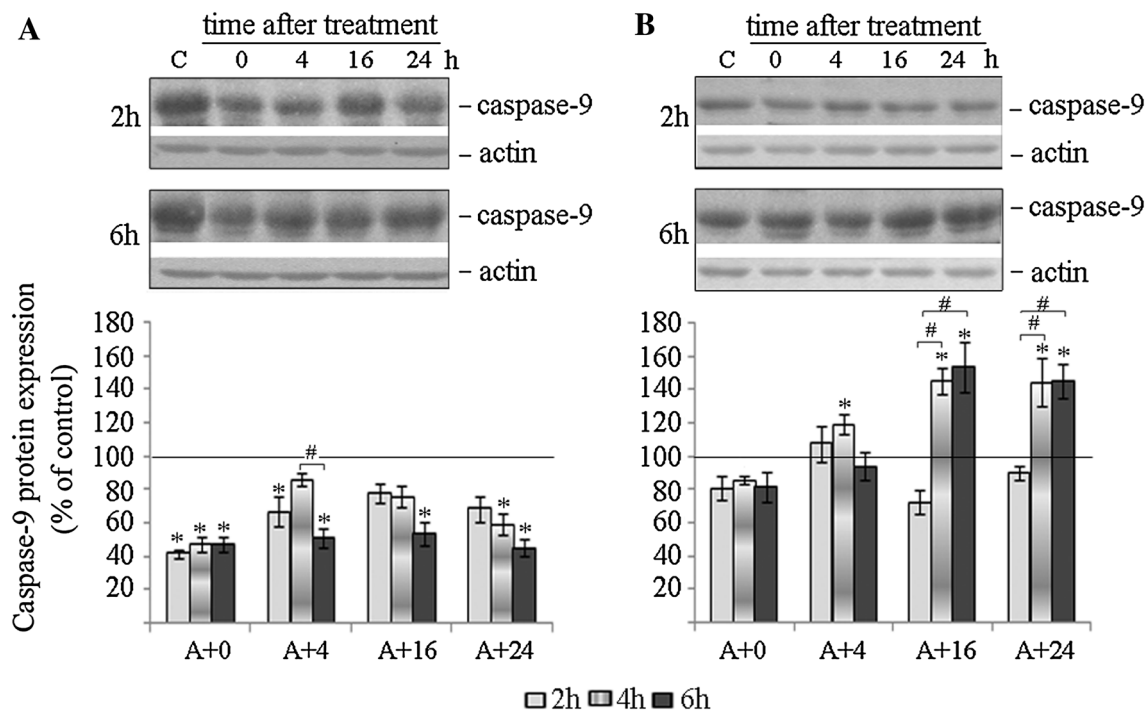 A
time after treatment
C 0 4 16 24 h
2h
caspase-9
actin
6h
caspase-9
actin
B
time after treatment
C 0 4 16 24 h
2h
caspase-9
actin
6h
caspase-9
actin
Caspase-9 protein expression
(% of control)
180
160
140
120
100
80
60
40
20
* * *
*
#
*
*
* *
A+0 A+4 A+16 A+24
180
160
140
120
100
80
60
40
20
*
#
#
* *
#
#
* *
A+0 A+4 A+16 A+24
2h 4h 6h